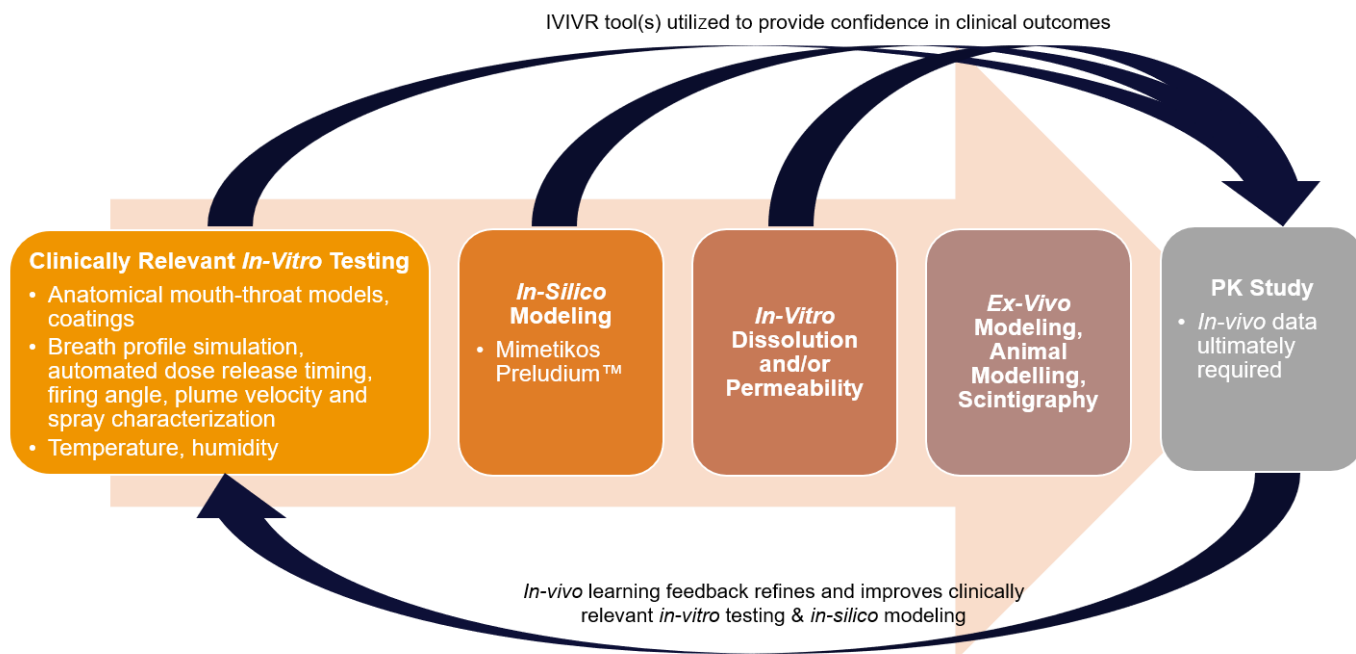 IVIVR tool(s) utilized to provide confidence in clinical outcomes
Clinically Relevant In-Vitro Testing
• Anatomical mouth-throat models,
coatings
• Breath profile simulation,
automated dose release timing,
firing angle, plume velocity and
spray characterization
• Temperature, humidity
In-Silico
Modeling
• Mimetikos
Preludium™
In-Vitro
Dissolution
and/or
Permeability
Ex-Vivo
Modeling,
Animal
Modelling,
Scintigraphy
PK Study
• In-vivo data
ultimately
required
In-vivo learning feedback refines and improves clinically
relevant in-vitro testing & in-silico modeling